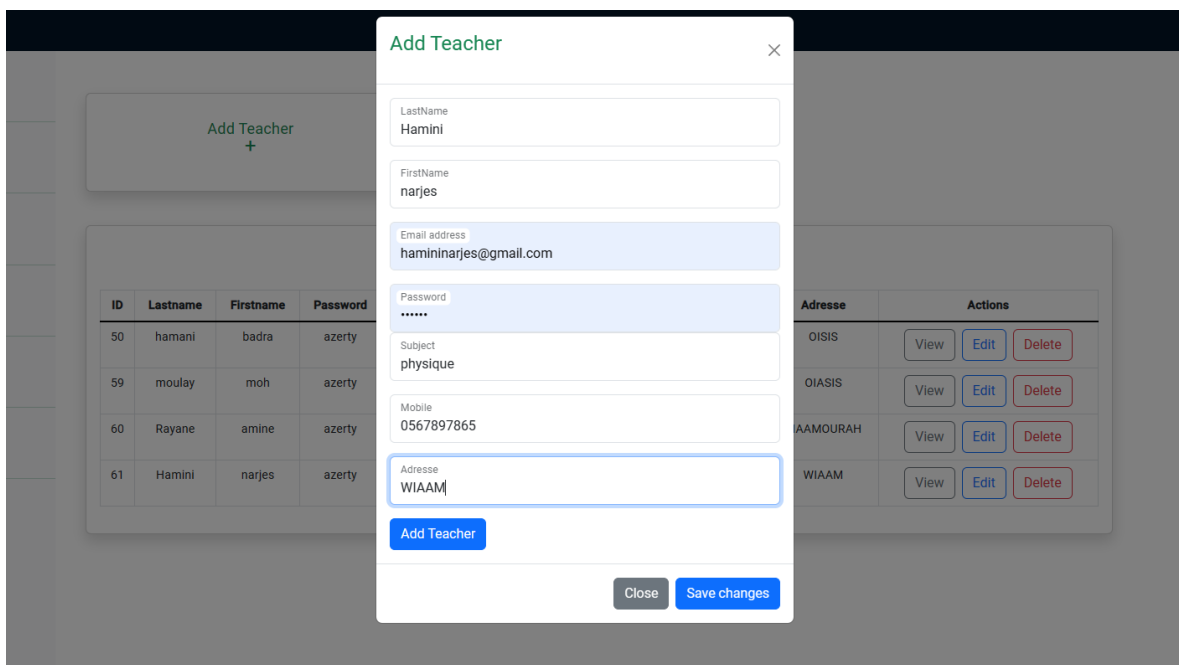 Add Teacher
LastName
Hamini
FirstName
narjes
Email address
hamininarjes@gmail.com
Password
••••••
Subject
physique
Mobile
0567897865
Adresse
WIAAM
Add Teacher
Close Save changes
Add Teacher
+
ID Lastname Firstname Password Adresse Actions
50 hamani badra azerty OISIS View Edit Delete
59 moulay moh azerty OIASIS View Edit Delete
60 Rayane amine azerty AAMOURAH View Edit Delete
61 Hamini narjes azerty WIAAM View Edit Delete